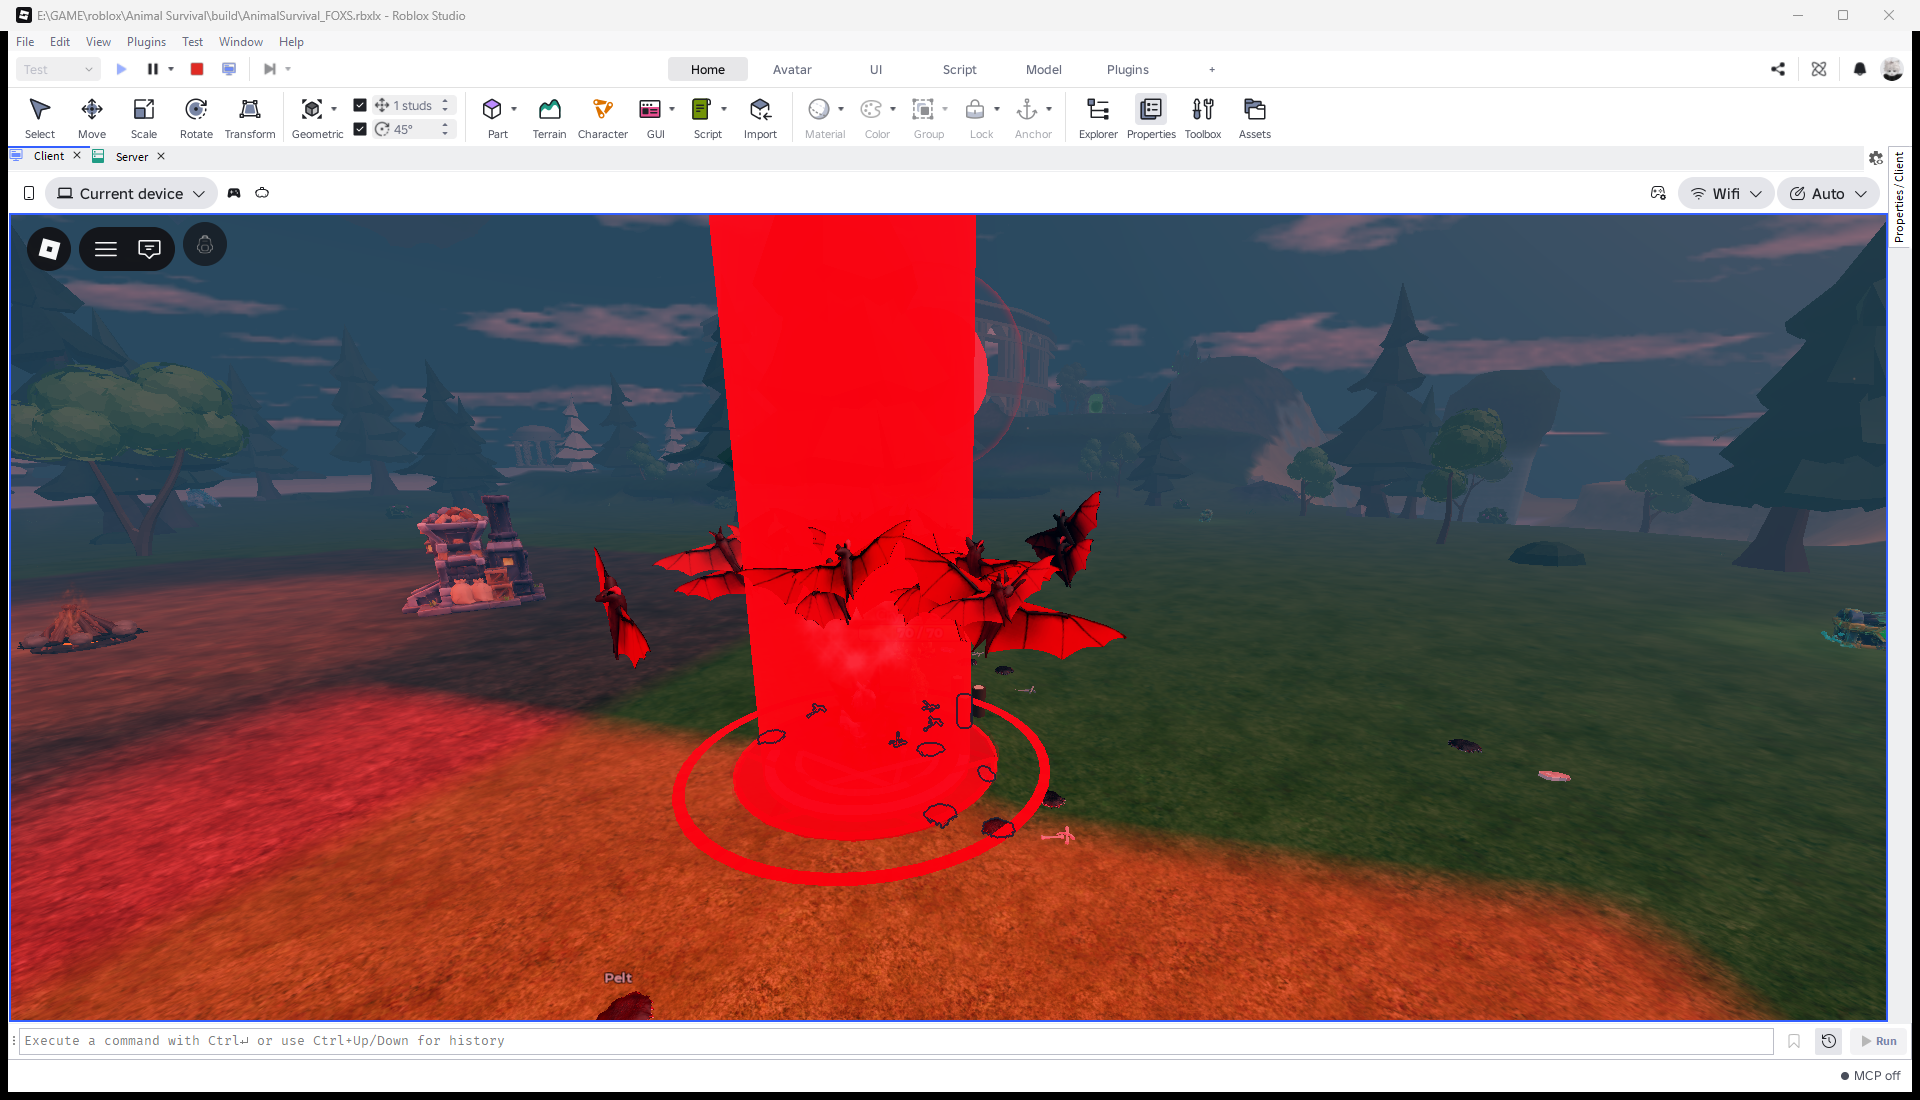 E:\GAME\roblox\Animal Survival\build\AnimalSurvival_FOXS.rbxlx - Roblox Studio
File Edit View Plugins Test Window Help
Test Home Avatar UI Script Model Plugins +
1 studs
45°
Select Move Scale Rotate Transform Geometric Part Terrain Character GUI Script Import Material Color Group Lock Anchor Explorer Properties Toolbox Assets
Client Server
Properties / Client
Current device Wifi Auto
Pelt
Execute a command with Ctrl↵ or use Ctrl+Up/Down for history
Run
MCP off